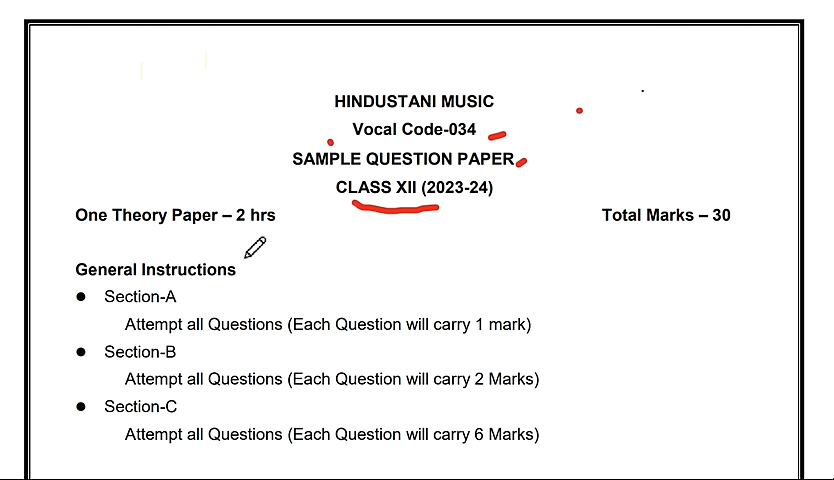 HINDUSTANI MUSIC
Vocal Code-034
SAMPLE QUESTION PAPER
CLASS XII (2023-24)
One Theory Paper – 2 hrs Total Marks – 30
General Instructions
● Section-A
Attempt all Questions (Each Question will carry 1 mark)
● Section-B
Attempt all Questions (Each Question will carry 2 Marks)
● Section-C
Attempt all Questions (Each Question will carry 6 Marks)